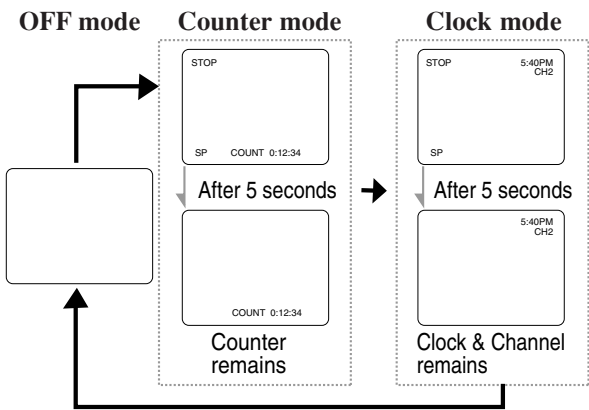 OFF mode
Counter mode
Clock mode
STOP
SP COUNT 0:12:34
After 5 seconds
COUNT 0:12:34
Counter
remains
STOP 5:40PM
CH2
SP
After 5 seconds
5:40PM
CH2
Clock & Channel
remains